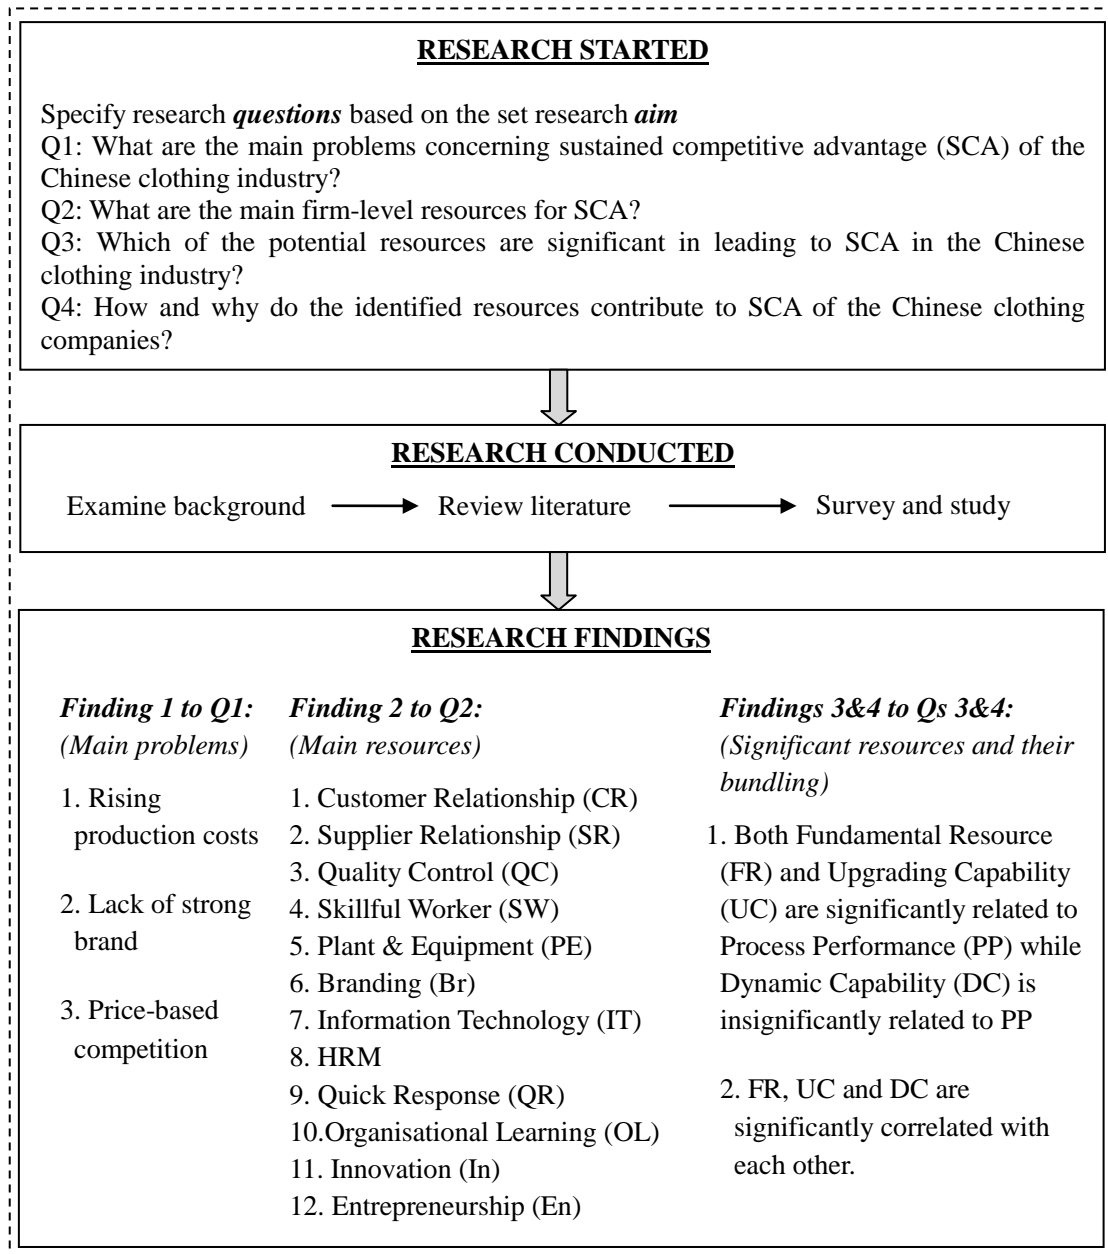 RESEARCH STARTED
Specify research questions based on the set research aim
Q1: What are the main problems concerning sustained competitive advantage (SCA) of the
Chinese clothing industry?
Q2: What are the main firm-level resources for SCA?
Q3: Which of the potential resources are significant in leading to SCA in the Chinese
clothing industry?
Q4: How and why do the identified resources contribute to SCA of the Chinese clothing
companies?
RESEARCH CONDUCTED
Examine background
Review literature
Survey and study
RESEARCH FINDINGS
Finding 1 to Q1:
(Main problems)
1. Rising
production costs
2. Lack of strong
brand
3. Price-based
competition
Finding 2 to Q2:
(Main resources)
1. Customer Relationship (CR)
2. Supplier Relationship (SR)
3. Quality Control (QC)
4. Skillful Worker (SW)
5. Plant & Equipment (PE)
6. Branding (Br)
7. Information Technology (IT)
8. HRM
9. Quick Response (QR)
10.Organisational Learning (OL)
11. Innovation (In)
12. Entrepreneurship (En)
Findings 3&4 to Qs 3&4:
(Significant resources and their
bundling)
1. Both Fundamental Resource
(FR) and Upgrading Capability
(UC) are significantly related to
Process Performance (PP) while
Dynamic Capability (DC) is
insignificantly related to PP
2. FR, UC and DC are
significantly correlated with
each other.